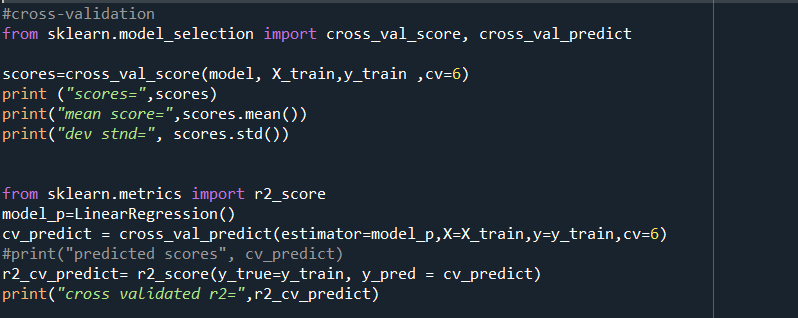 #cross-validation
from sklearn.model_selection import cross_val_score, cross_val_predict
scores=cross_val_score(model, X_train,y_train ,cv=6)
print ("scores=",scores)
print("mean score=",scores.mean())
print("dev stnd=", scores.std())
from sklearn.metrics import r2_score
model_p=LinearRegression()
cv_predict = cross_val_predict(estimator=model_p,X=X_train,y=y_train,cv=6)
#print("predicted scores", cv_predict)
r2_cv_predict= r2_score(y_true=y_train, y_pred = cv_predict)
print("cross validated r2=",r2_cv_predict)